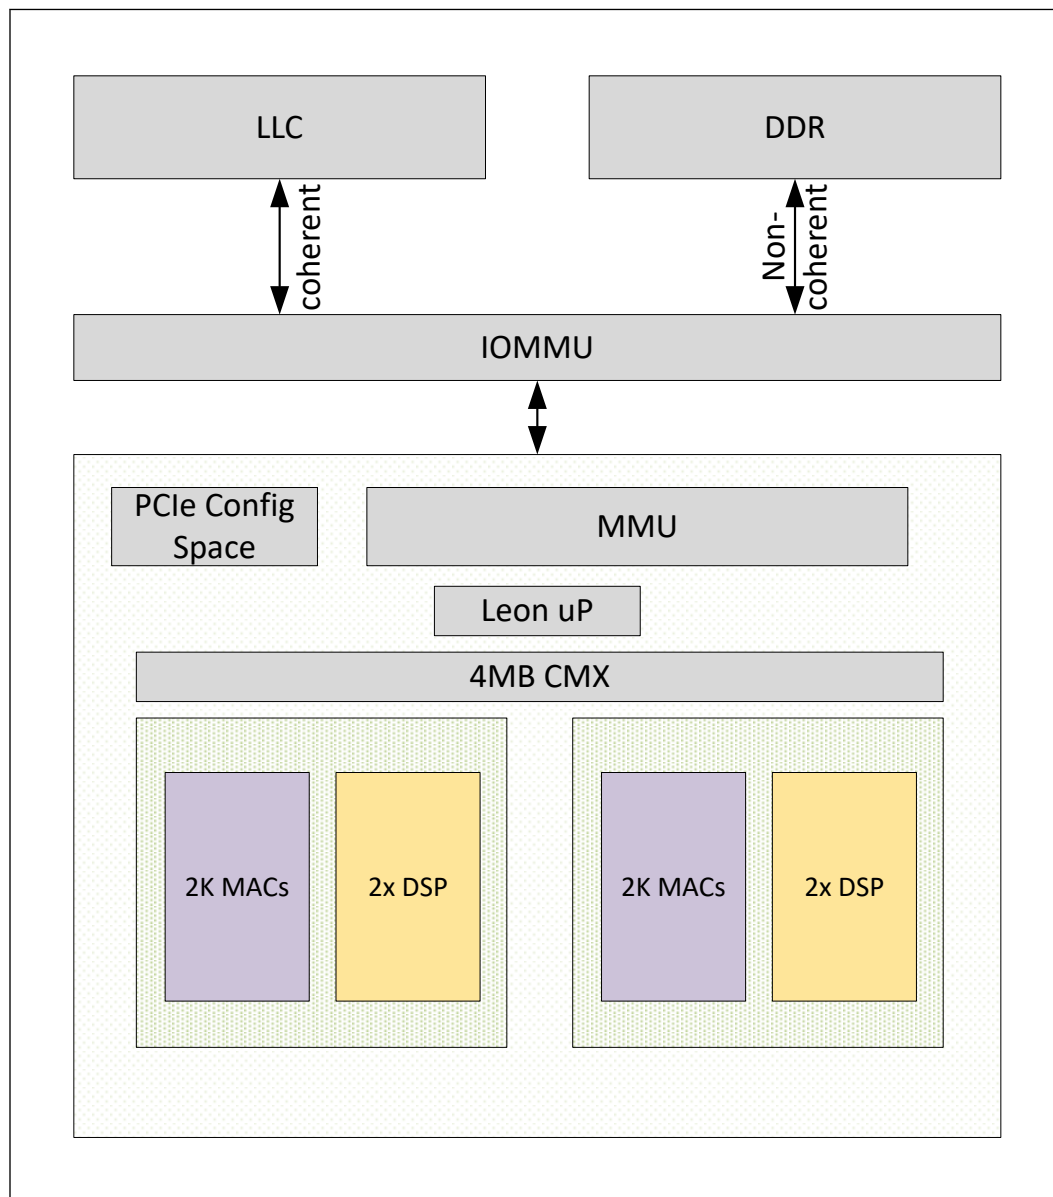 LLC
DDR
coherent
Non-
coherent
IOMMU
PCIe Config
Space
MMU
Leon uP
4MB CMX
2K MACs
2x DSP
2K MACs
2x DSP